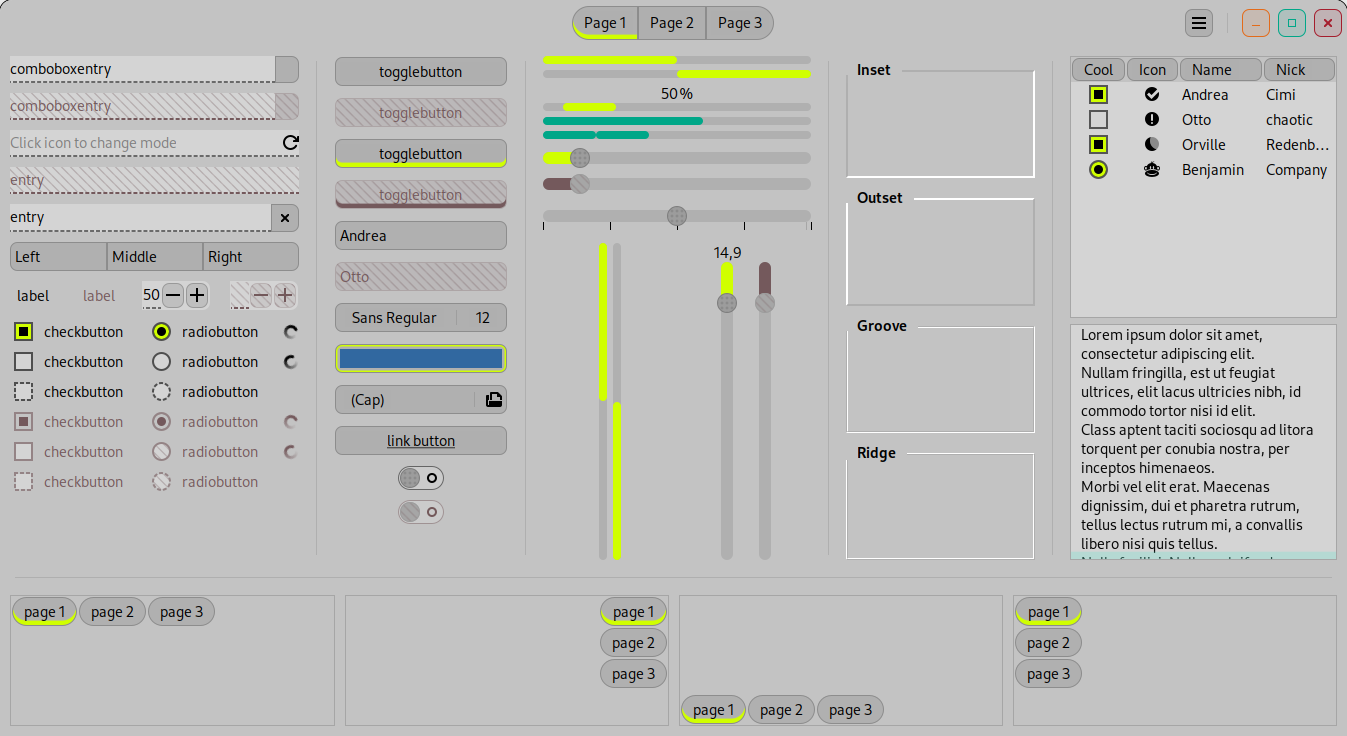 Page 1 Page 2 Page 3
comboboxentry
comboboxentry
Click icon to change mode
entry
entry
Left Middle Right
label label 50
checkbutton radiobutton
checkbutton radiobutton
checkbutton radiobutton
checkbutton radiobutton
checkbutton radiobutton
checkbutton radiobutton
togglebutton
togglebutton
togglebutton
togglebutton
Andrea
Otto
Sans Regular 12
(Cap)
link button
50 %
14,9
Inset
Outset
Groove
Ridge
Cool Icon Name Nick
Andrea Cimi
Otto chaotic
Orville Redenb...
Benjamin Company
Lorem ipsum dolor sit amet,
consectetur adipiscing elit.
Nullam fringilla, est ut feugiat
ultrices, elit lacus ultricies nibh, id
commodo tortor nisi id elit.
Class aptent taciti sociosqu ad litora
torquent per conubia nostra, per
inceptos himenaeos.
Morbi vel elit erat. Maecenas
dignissim, dui et pharetra rutrum,
tellus lectus rutrum mi, a convallis
libero nisi quis tellus.
page 1 page 2 page 3
page 1
page 2
page 3
page 1 page 2 page 3
page 1
page 2
page 3